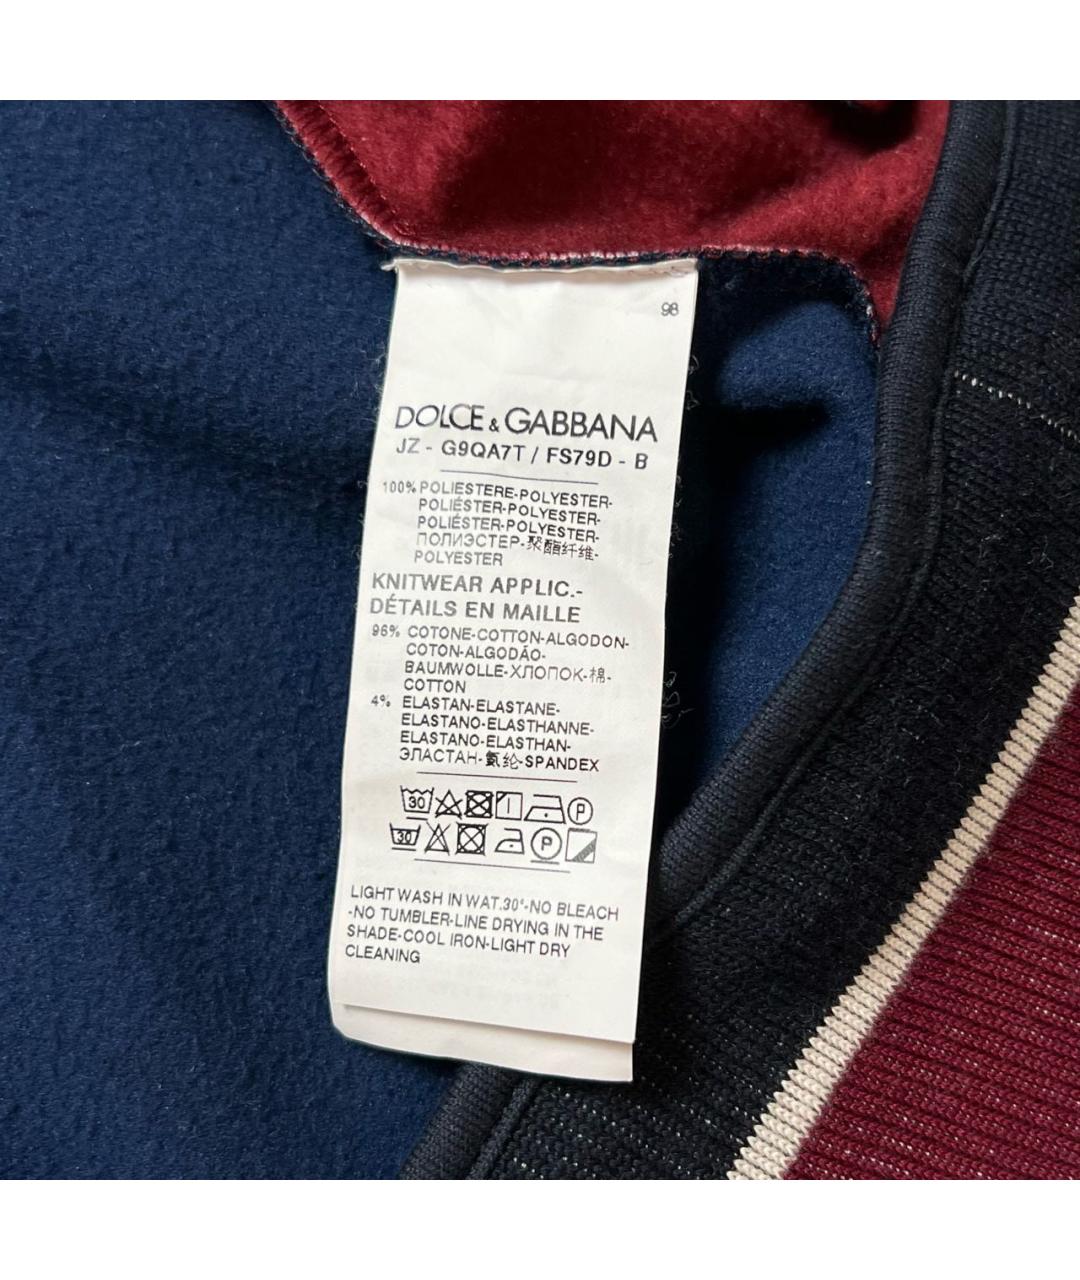 98
DOLCE & GABBANA
JZ - G9QA7T / FS79D - B
100% POLIESTERE-POLYESTER-
POLIÉSTER-POLYESTER-
POLIÉSTER-POLYESTER-
ПОЛИЭСТЕР-聚酯纤维-
POLYESTER
KNITWEAR APPLIC.-
DÉTAILS EN MAILLE
96% COTONE-COTTON-ALGODON-
COTON-ALGODÃO-
BAUMWOLLE-ХЛОПОК-棉-
COTTON
4% ELASTAN-ELASTANE-
ELASTANO-ELASTHANNE-
ELASTANO-ELASTHAN-
ЭЛАСТАН-氨纶-SPANDEX
30 P
30 P
LIGHT WASH IN WAT.30°-NO BLEACH
-NO TUMBLER-LINE DRYING IN THE
SHADE-COOL IRON-LIGHT DRY
CLEANING